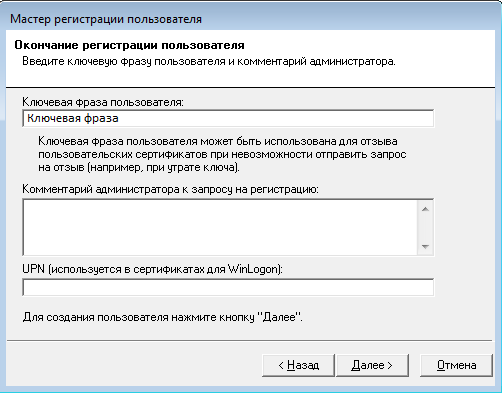 Мастер регистрации пользователя
Окончание регистрации пользователя
Введите ключевую фразу пользователя и комментарий администратора.
Ключевая фраза пользователя:
Ключевая фраза
Ключевая фраза пользователя может быть использована для отзыва
пользовательских сертификатов при невозможности отправить запрос
на отзыв (например, при утрате ключа).
Комментарий администратора к запросу на регистрацию:
UPN (используется в сертификатах для WinLogon):
Для создания пользователя нажмите кнопку "Далее".
< Назад Далее > Отмена